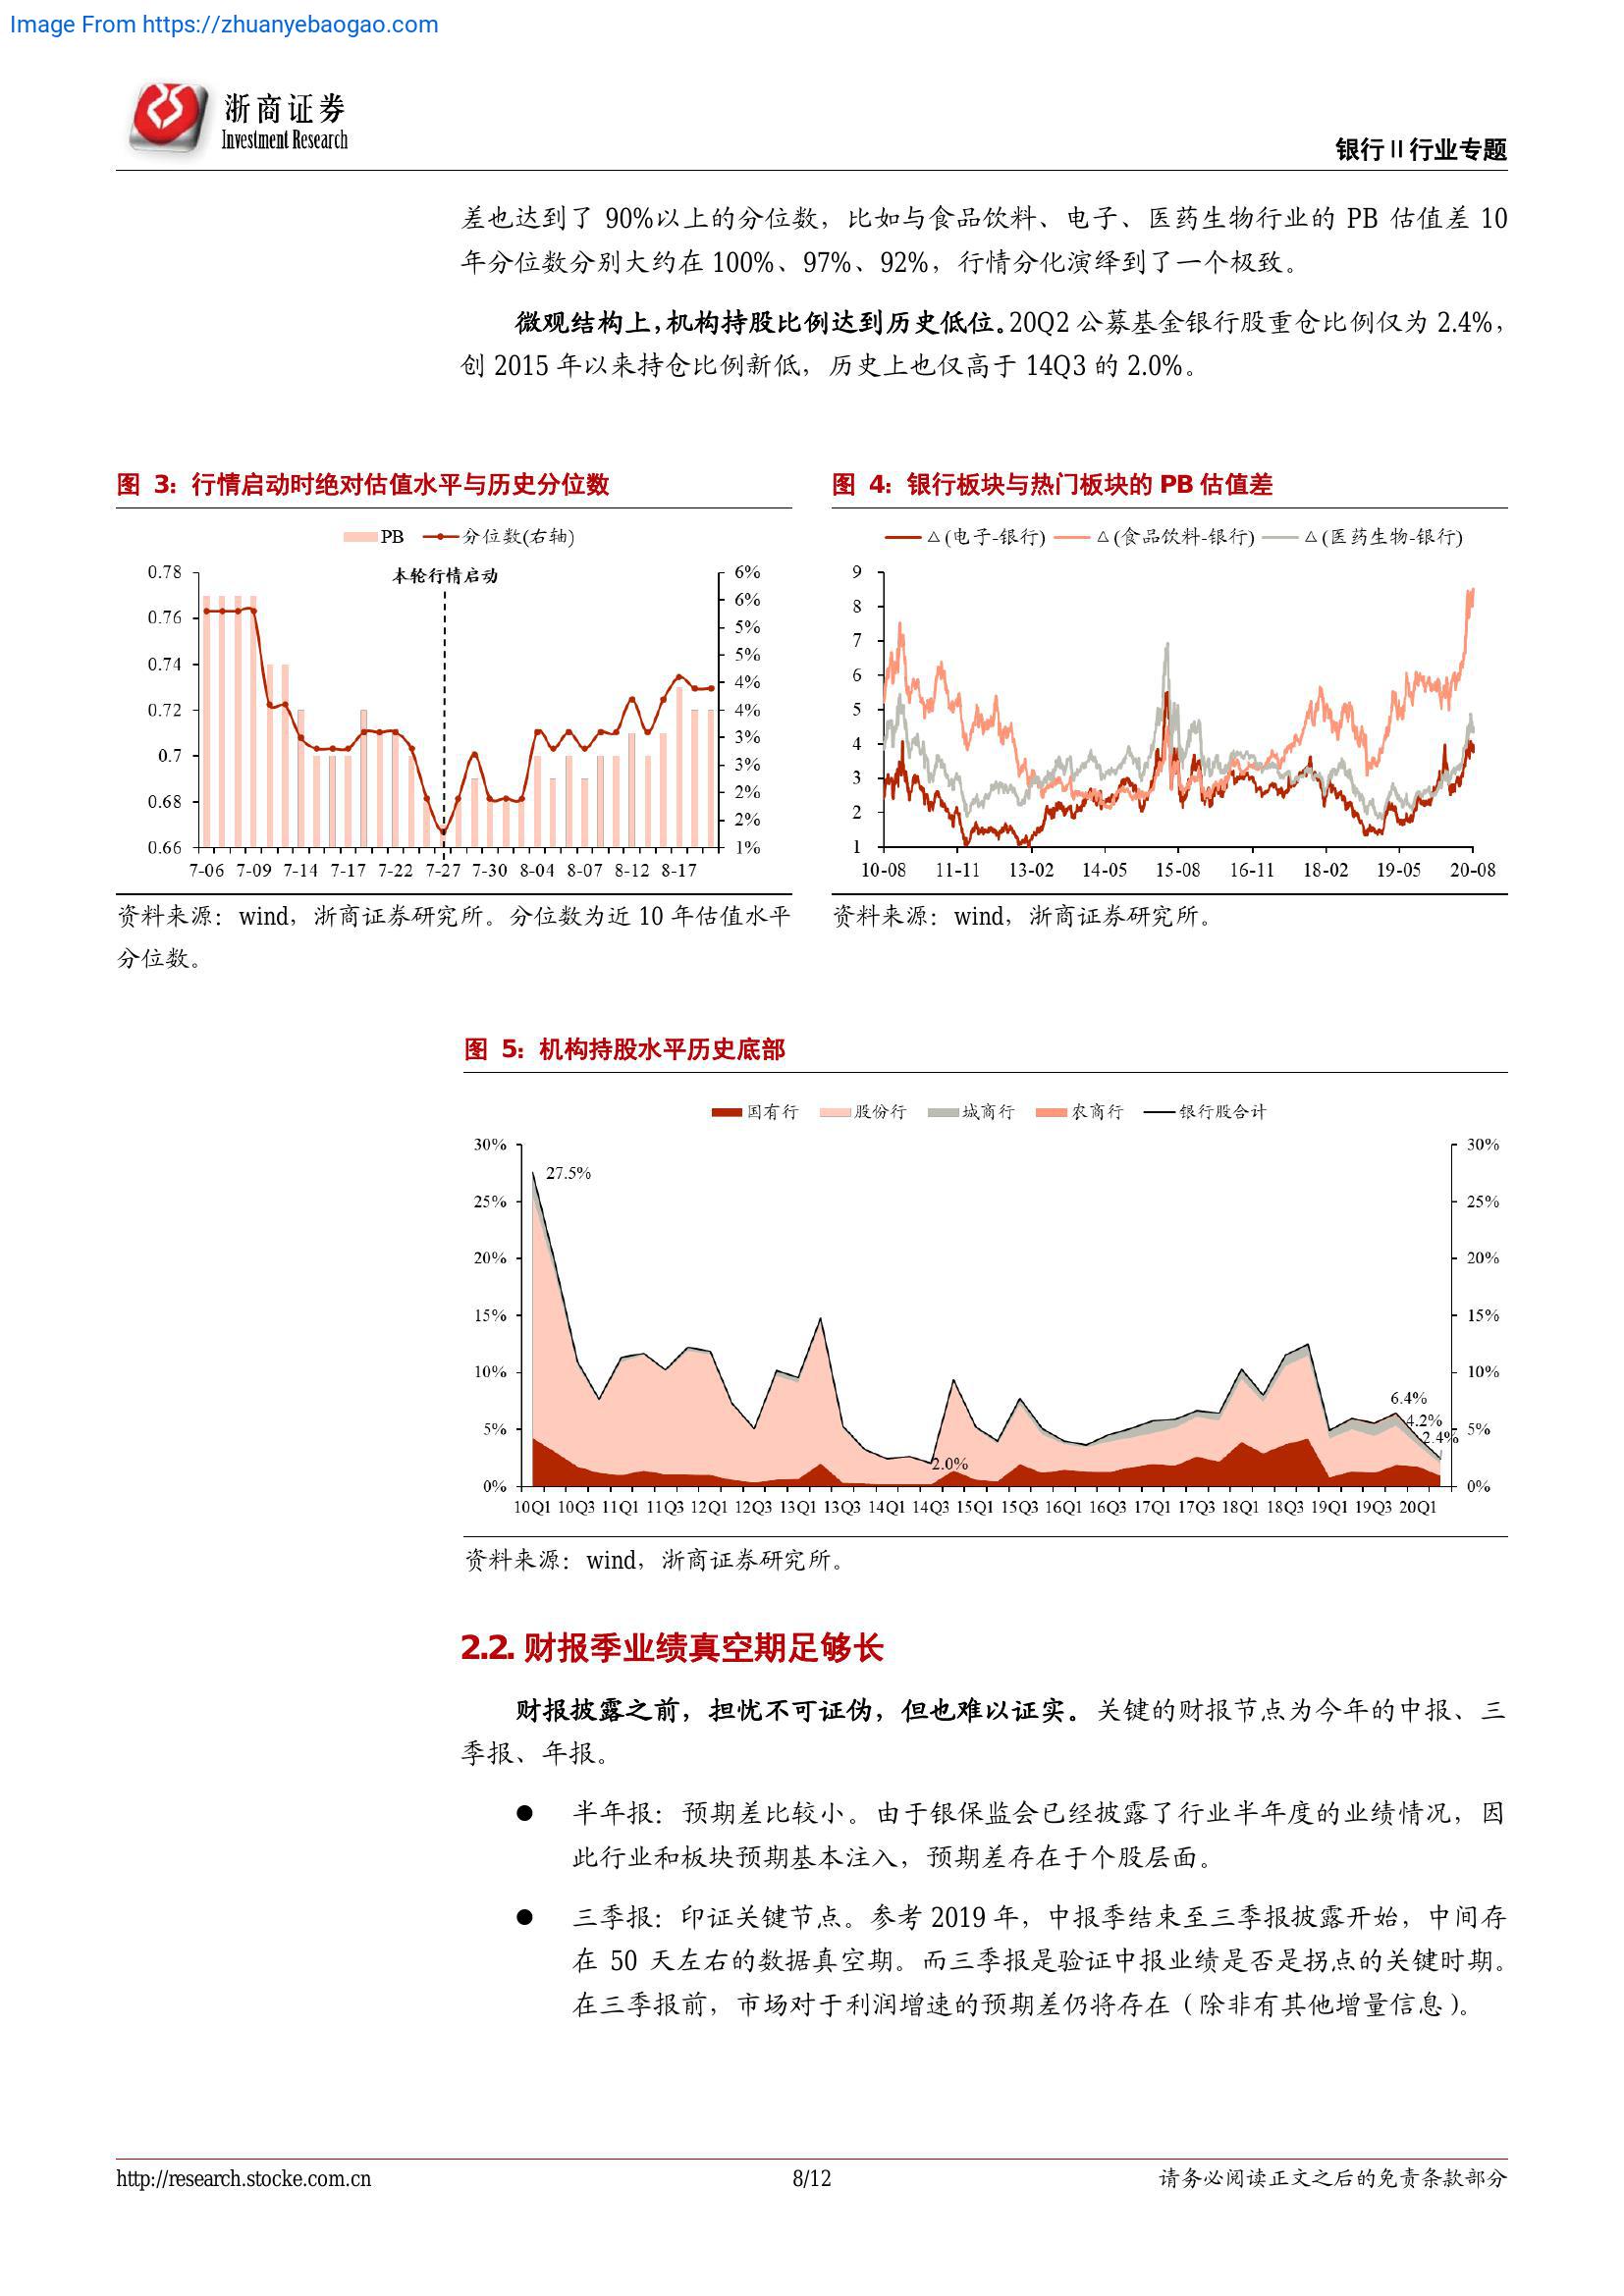 Image From https://zhuanyebaogao.com
浙商证券
Investment Research
银行Ⅱ行业专题
差也达到了 90%以上的分位数，比如与食品饮料、电子、医药生物行业的 PB 估值差 10
年分位数分别大约在 100%、97%、92%，行情分化演绎到了一个极致。
微观结构上，机构持股比例达到历史低位。20Q2 公募基金银行股重仓比例仅为 2.4%，
创 2015 年以来持仓比例新低，历史上也仅高于 14Q3 的 2.0%。
图 3：行情启动时绝对估值水平与历史分位数
PB 分位数(右轴)
本轮行情启动
0.78
0.76
0.74
0.72
0.7
0.68
0.66
6%
6%
5%
5%
4%
4%
3%
3%
2%
2%
1%
7-06 7-09 7-14 7-17 7-22 7-27 7-30 8-04 8-07 8-12 8-17
资料来源：wind，浙商证券研究所。分位数为近 10 年估值水平
分位数。
图 4：银行板块与热门板块的 PB 估值差
△(电子-银行) △(食品饮料-银行) △(医药生物-银行)
9
8
7
6
5
4
3
2
1
10-08 11-11 13-02 14-05 15-08 16-11 18-02 19-05 20-08
资料来源：wind，浙商证券研究所。
图 5：机构持股水平历史底部
国有行 股份行 城商行 农商行 银行股合计
30%
25%
20%
15%
10%
5%
0%
27.5%
2.0%
6.4%
4.2%
2.4%
30%
25%
20%
15%
10%
5%
0%
10Q1 10Q3 11Q1 11Q3 12Q1 12Q3 13Q1 13Q3 14Q1 14Q3 15Q1 15Q3 16Q1 16Q3 17Q1 17Q3 18Q1 18Q3 19Q1 19Q3 20Q1
资料来源：wind，浙商证券研究所。
2.2. 财报季业绩真空期足够长
财报披露之前，担忧不可证伪，但也难以证实。关键的财报节点为今年的中报、三
季报、年报。
● 半年报：预期差比较小。由于银保监会已经披露了行业半年度的业绩情况，因
此行业和板块预期基本注入，预期差存在于个股层面。
● 三季报：印证关键节点。参考 2019 年，中报季结束至三季报披露开始，中间存
在 50 天左右的数据真空期。而三季报是验证中报业绩是否是拐点的关键时期。
在三季报前，市场对于利润增速的预期差仍将存在（除非有其他增量信息）。
http://research.stocke.com.cn
8/12
请务必阅读正文之后的免责条款部分